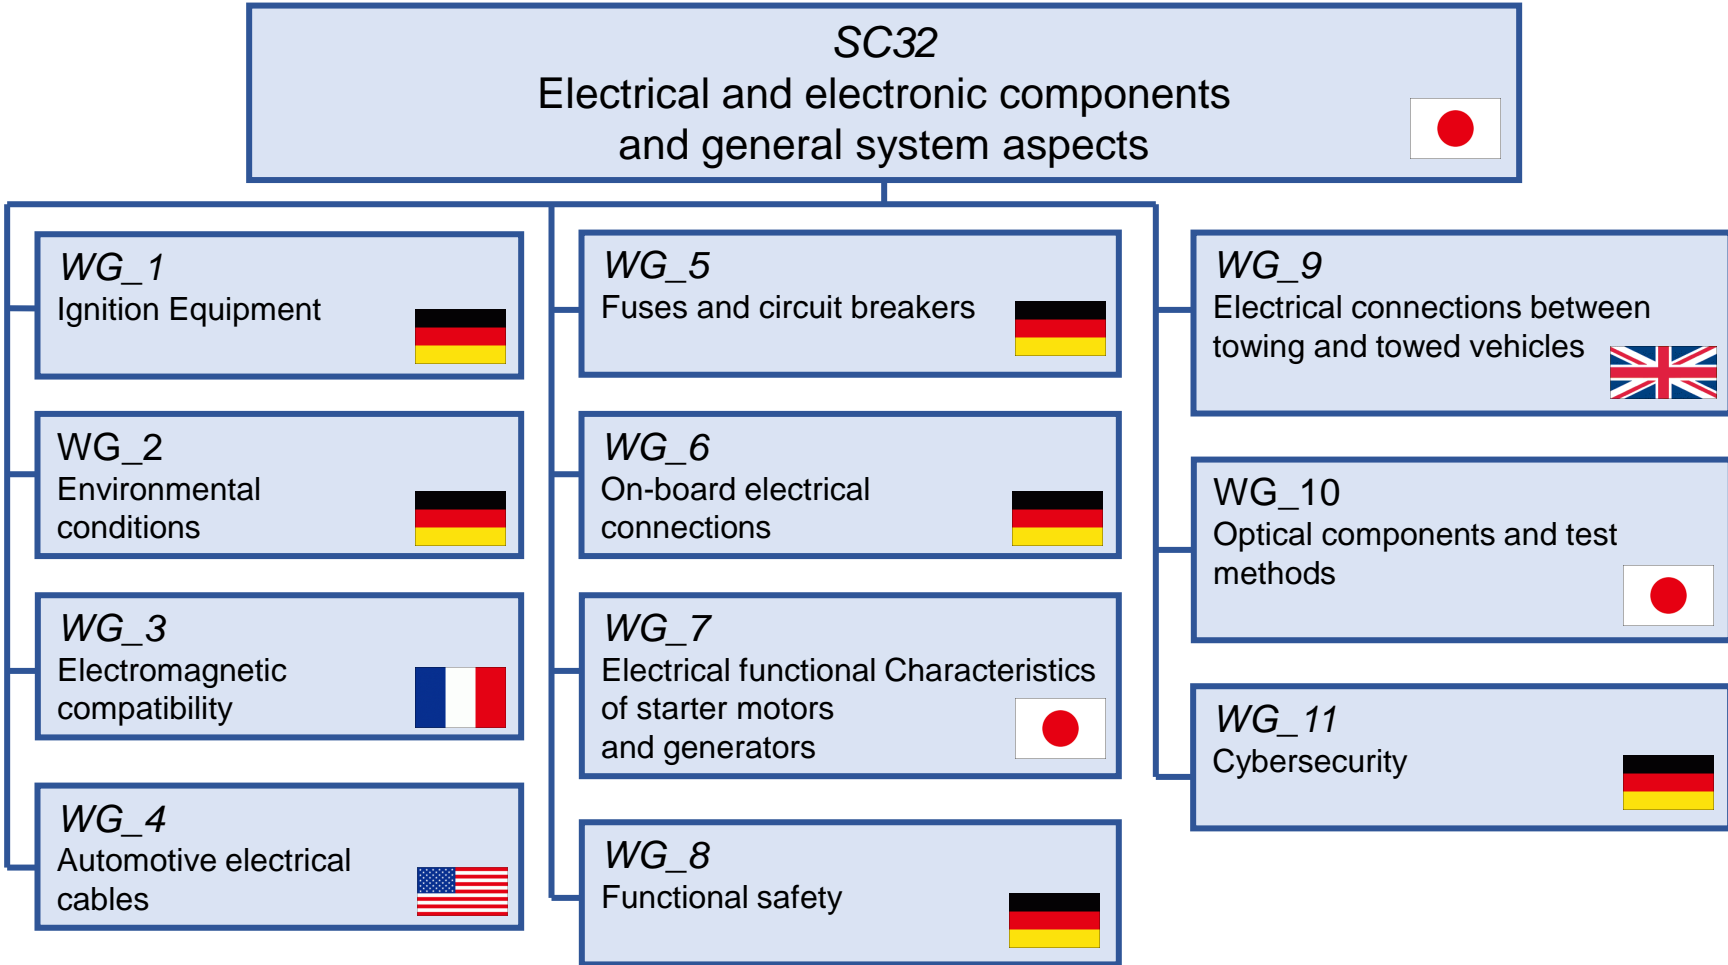 SC32
Electrical and electronic components
and general system aspects
WG_1
Ignition Equipment
WG_2
Environmental
conditions
WG_3
Electromagnetic
compatibility
WG_4
Automotive electrical
cables
WG_5
Fuses and circuit breakers
WG_6
On-board electrical
connections
WG_7
Electrical functional Characteristics
of starter motors
and generators
WG_8
Functional safety
WG_9
Electrical connections between
towing and towed vehicles
WG_10
Optical components and test
methods
WG_11
Cybersecurity